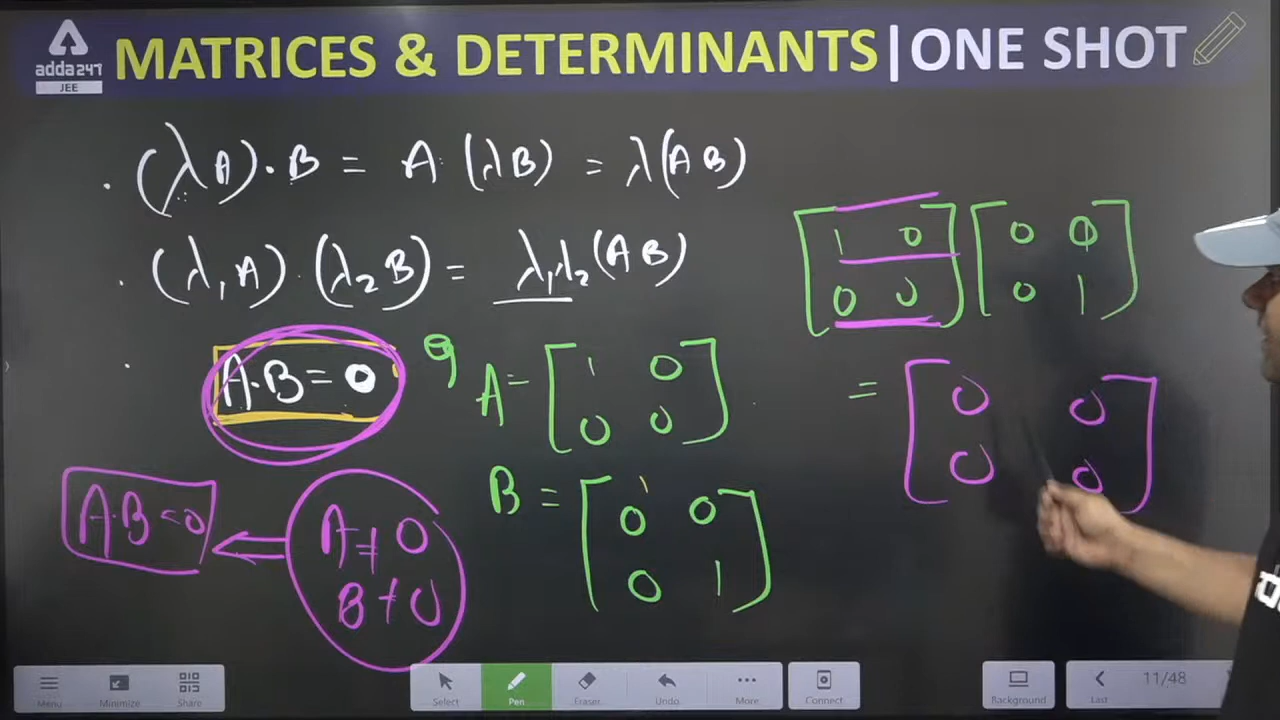 adda247
JEE
MATRICES & DETERMINANTS | ONE SHOT
. (λA)·B = A·(λB) = λ(AB)
. (λ₁A)·(λ₂B) = λ₁λ₂(AB)
[1 0
0 0] [0 0
0 1]
= [0 0
0 0]
. A·B = 0
eg A = [1 0
0 0]
B = [0 0
0 1]
A·B = 0 ⇐ A ≠ 0
B ≠ 0
Menu Minimize Share Select Pen Eraser Undo More Connect Background Last 11/48